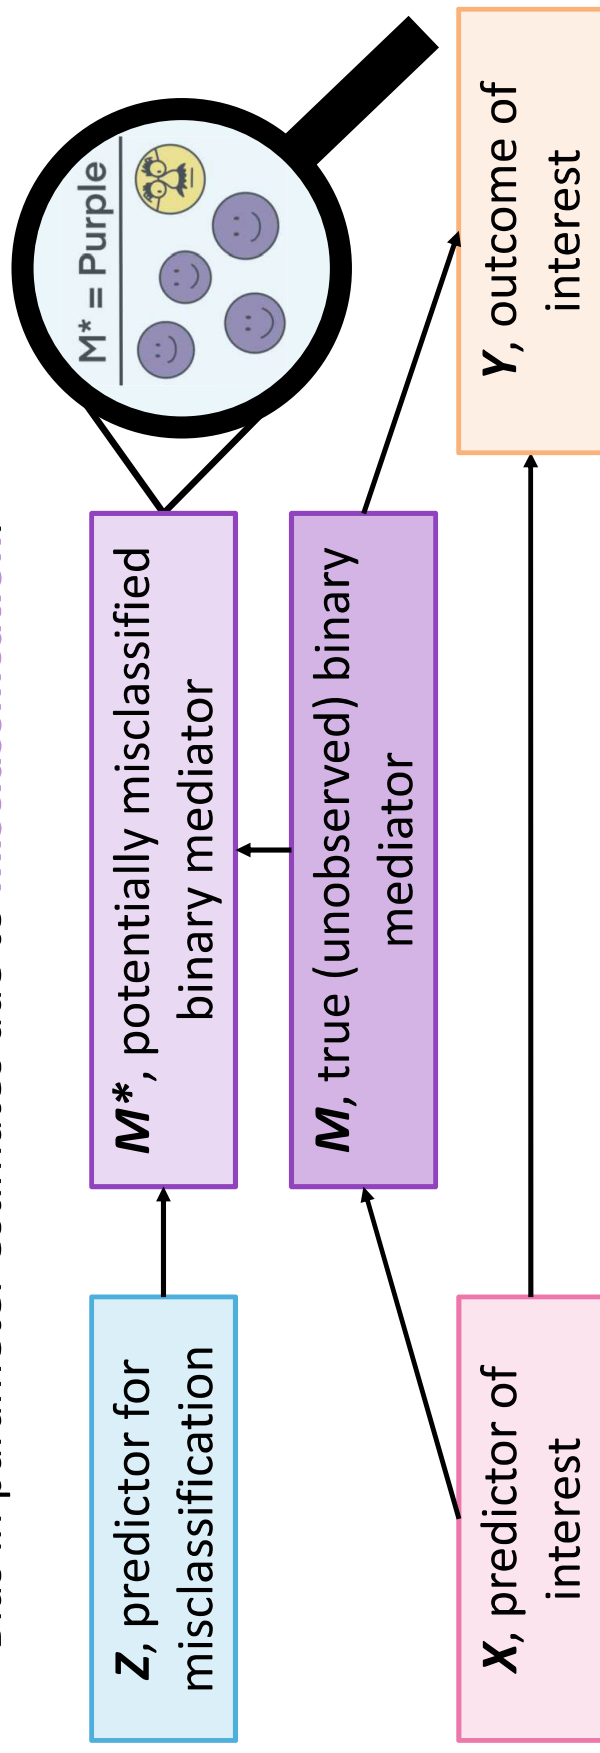 M* = Purple
Z, predictor for
misclassification
M*, potentially misclassified
binary mediator
M, true (unobserved) binary
mediator
X, predictor of
interest
Y, outcome of
interest